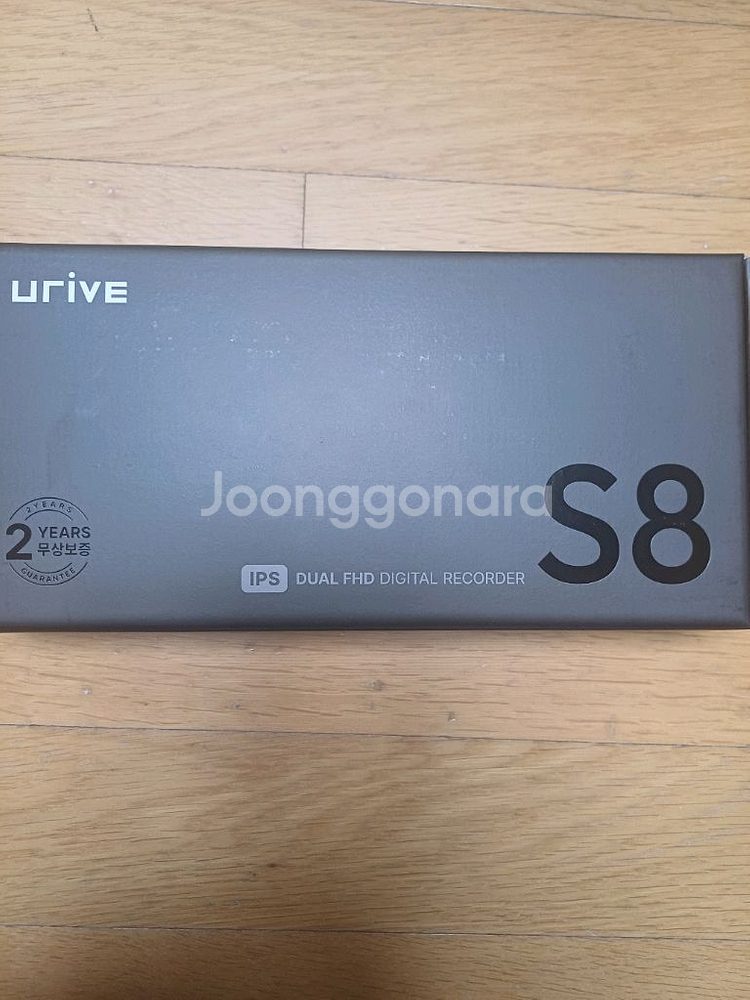 urive
Joonggonara
S8
2 YEARS
2 YEARS
무상보증
GUARANTEE
IPS DUAL FHD DIGITAL RECORDER